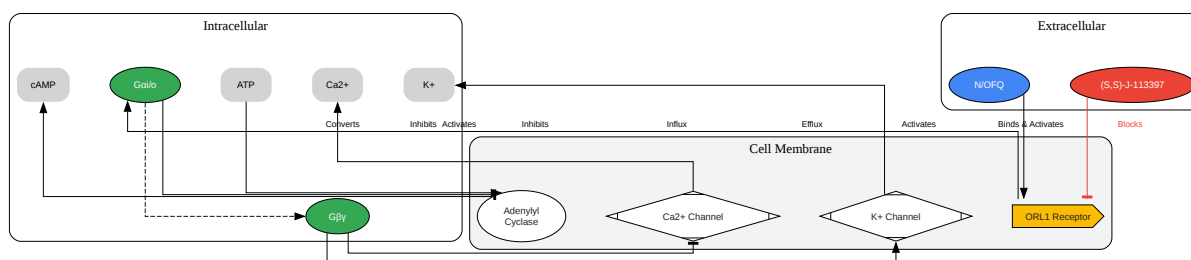 Intracellular
Extracellular
cAMP
Gαi/o
ATP
Ca2+
K+
N/OFQ
(S,S)-J-113397
Converts
Inhibits
Activates
Inhibits
Influx
Efflux
Activates
Binds & Activates
Blocks
Cell Membrane
Gβγ
Adenylyl
Cyclase
Ca2+ Channel
K+ Channel
ORL1 Receptor